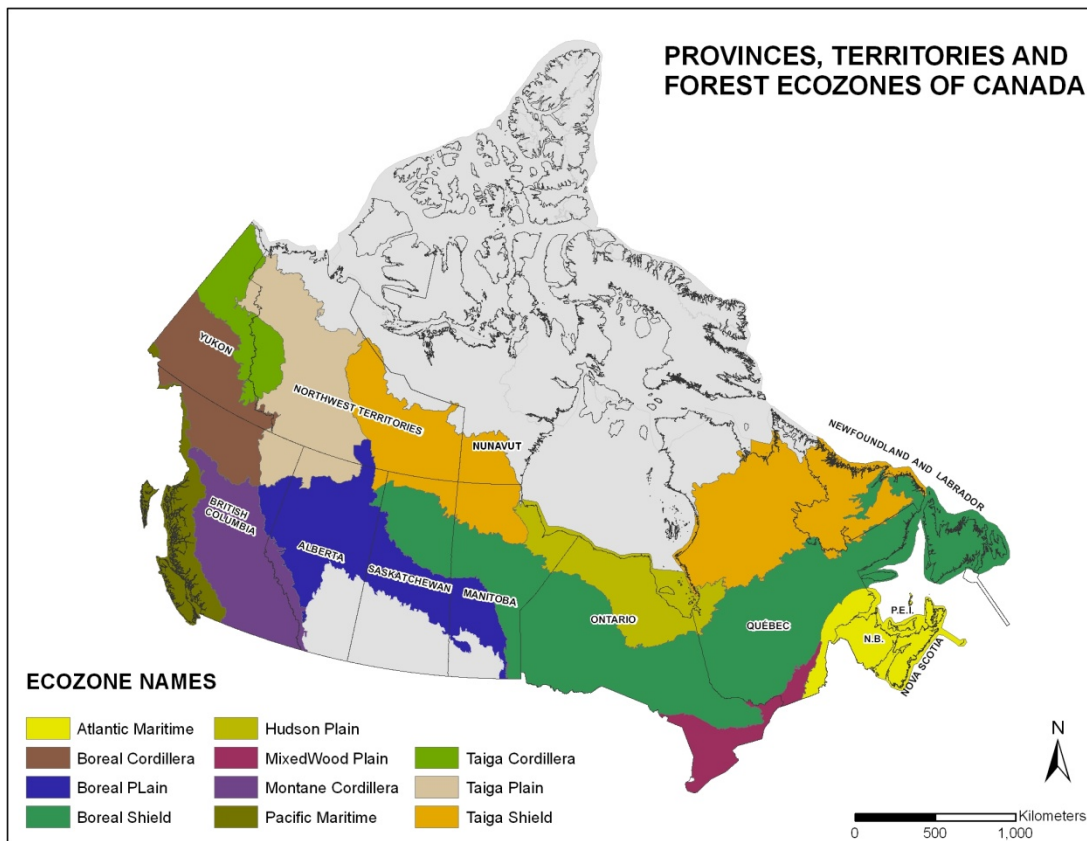 PROVINCES, TERRITORIES AND
FOREST ECOZONES OF CANADA
YUKON
NORTHWEST TERRITORIES
NUNAVUT
NEWFOUNDLAND AND LABRADOR
BRITISH
COLUMBIA
ALBERTA
SASKATCHEWAN
MANITOBA
ONTARIO
QUÉBEC
P.E.I.
N.B.
NOVA SCOTIA
ECOZONE NAMES
Atlantic Maritime
Boreal Cordillera
Boreal PLain
Boreal Shield
Hudson Plain
MixedWood Plain
Montane Cordillera
Pacific Maritime
Taiga Cordillera
Taiga Plain
Taiga Shield
N
Kilometers
0 500 1,000